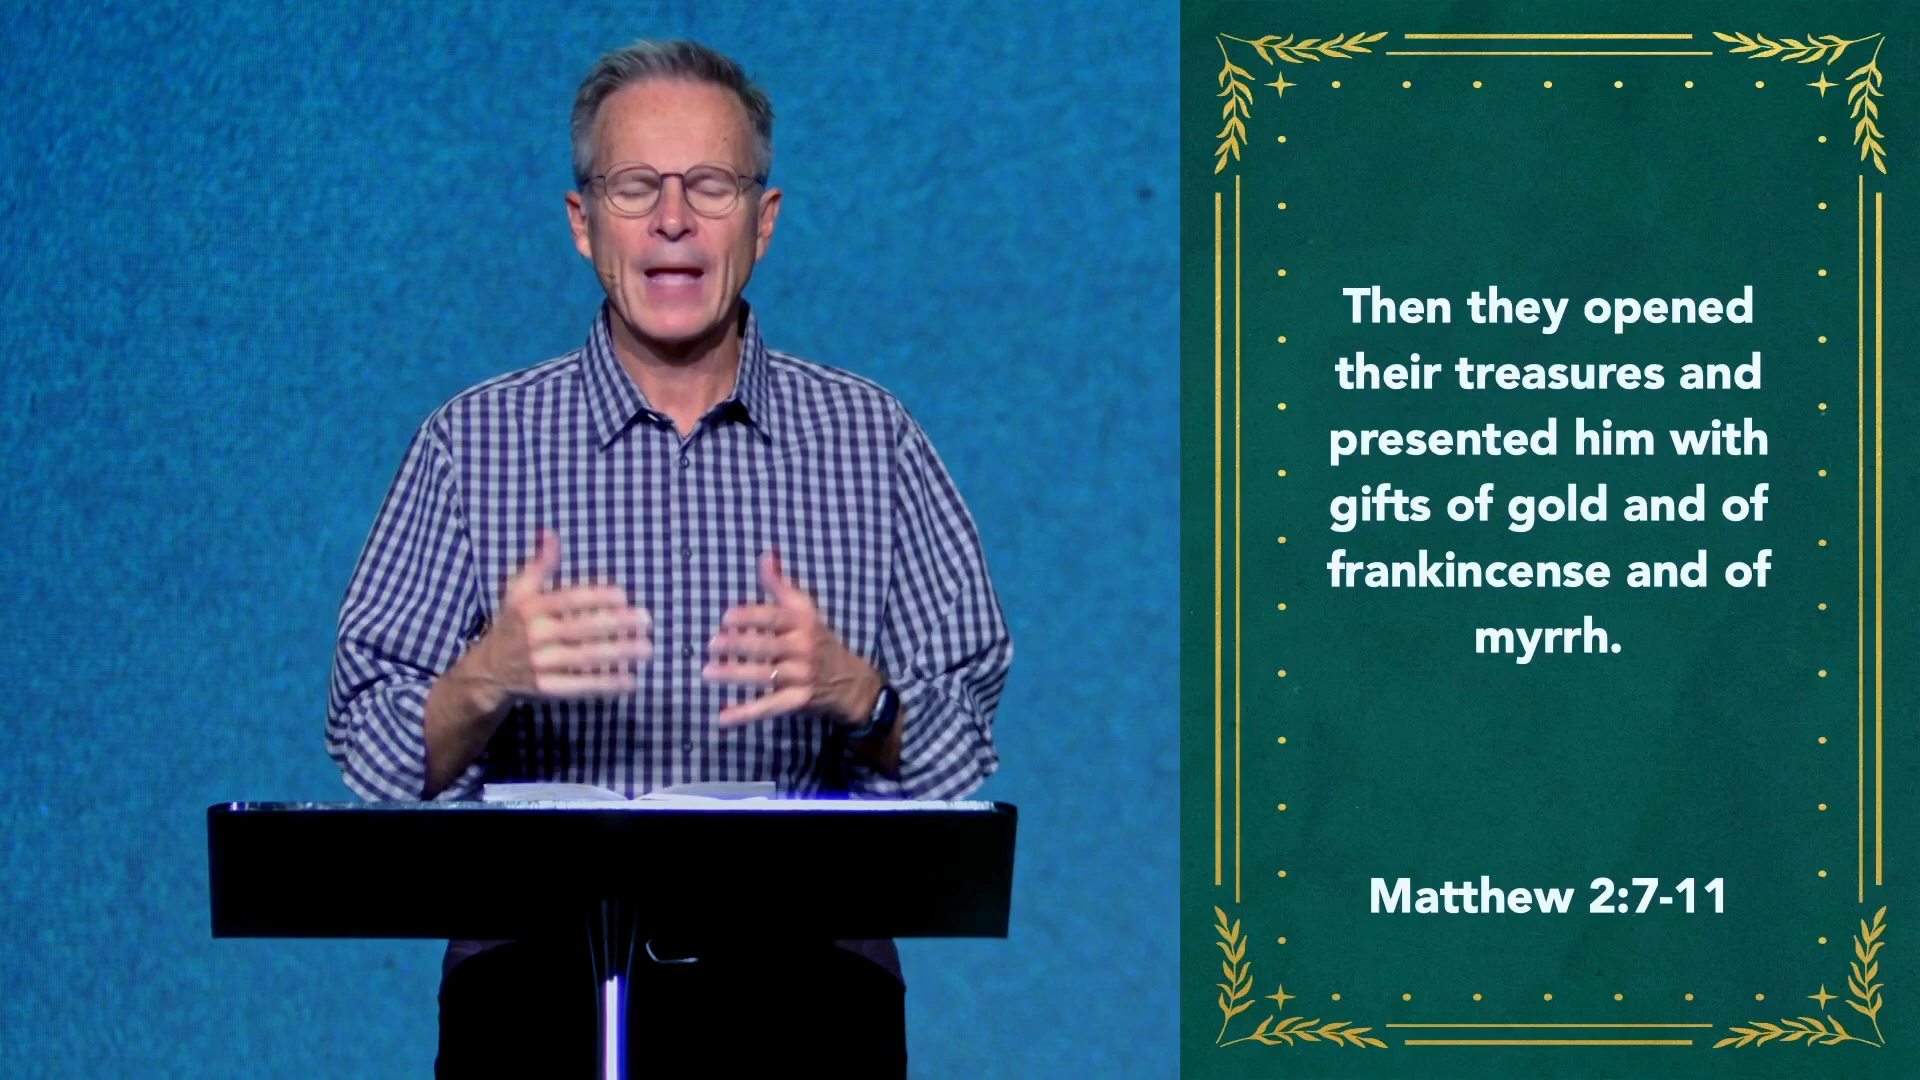 Then they opened
their treasures and
presented him with
gifts of gold and of
frankincense and of
myrrh.
Matthew 2:7-11